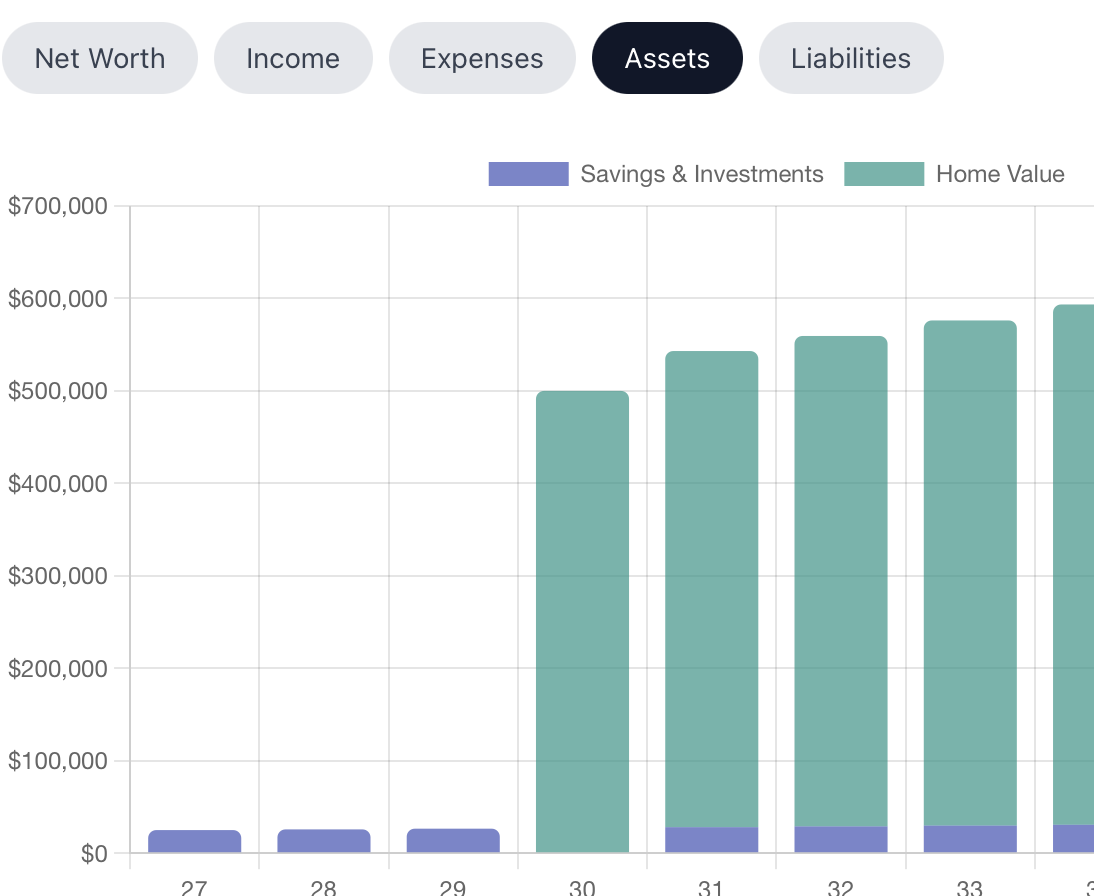 Net Worth Income Expenses Assets Liabilities
Savings & Investments Home Value
$700,000
$600,000
$500,000
$400,000
$300,000
$200,000
$100,000
$0
27 28 29 30 31 32 33